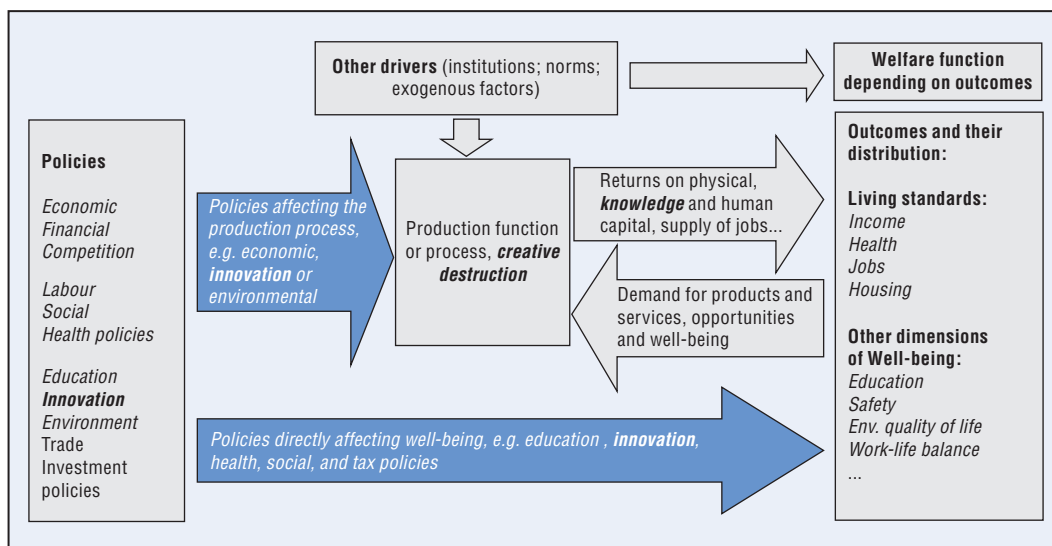 Other drivers (institutions; norms;
exogenous factors)
Welfare function
depending on outcomes
Policies
Economic
Financial
Competition
Labour
Social
Health policies
Education
Innovation
Environment
Trade
Investment
policies
Policies affecting the
production process,
e.g. economic,
innovation or
environmental
Production function
or process, creative
destruction
Returns on physical,
knowledge and human
capital, supply of jobs...
Demand for products and
services, opportunities
and well-being
Outcomes and their
distribution:
Living standards:
Income
Health
Jobs
Housing
Other dimensions
of Well-being:
Education
Safety
Env. quality of life
Work-life balance
...
Policies directly affecting well-being, e.g. education , innovation,
health, social, and tax policies